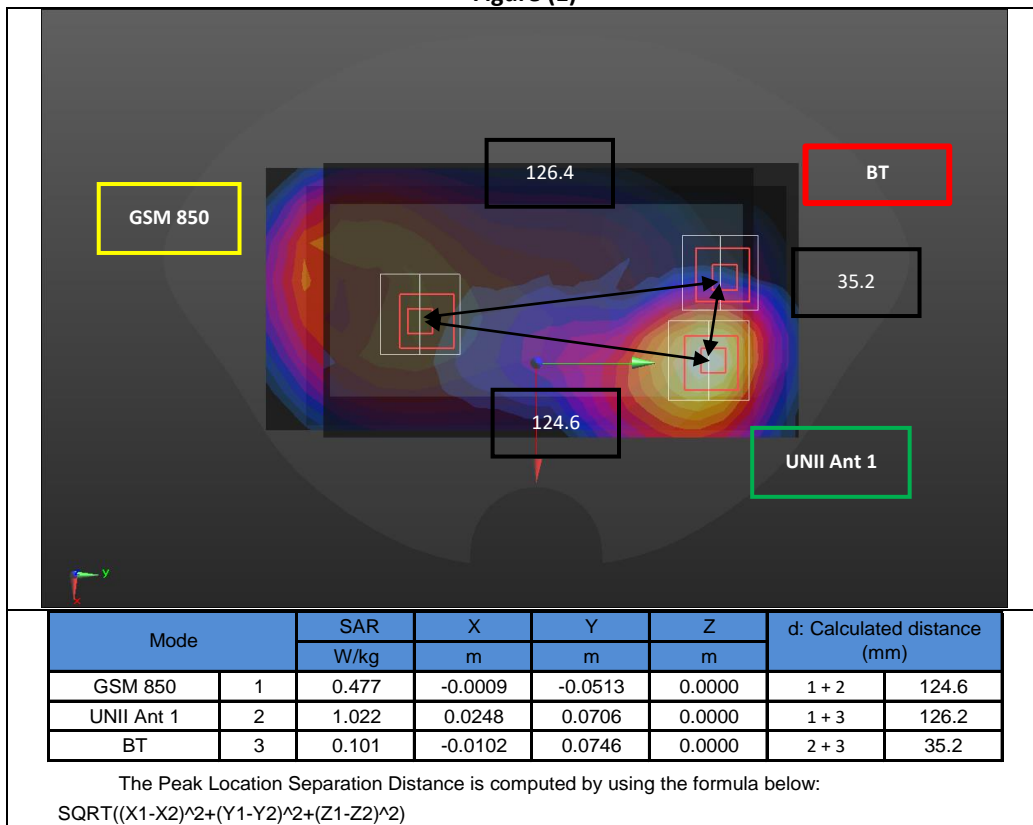 126.4
BT
GSM 850
35.2
124.6
UNII Ant 1
y
x
Mode SAR X Y Z d: Calculated distance (mm)
W/kg m m m
GSM 850 1 0.477 -0.0009 -0.0513 0.0000 1 + 2 124.6
UNII Ant 1 2 1.022 0.0248 0.0706 0.0000 1 + 3 126.2
BT 3 0.101 -0.0102 0.0746 0.0000 2 + 3 35.2
The Peak Location Separation Distance is computed by using the formula below:
SQRT((X1-X2)^2+(Y1-Y2)^2+(Z1-Z2)^2)